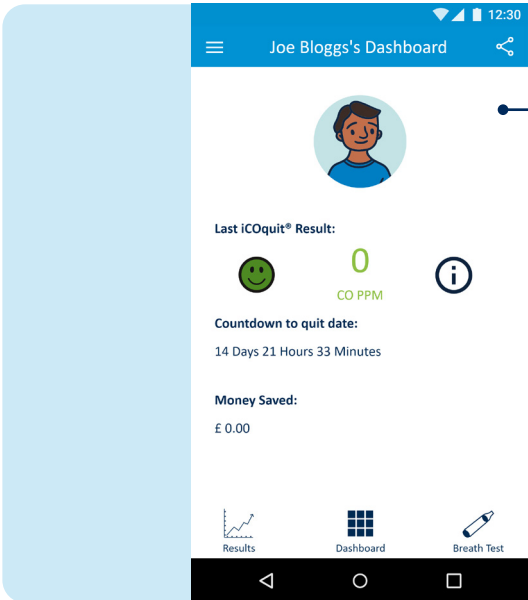 12:30
Joe Bloggs's Dashboard
Last iCOquit® Result:
0
CO PPM
Countdown to quit date:
14 Days 21 Hours 33 Minutes
Money Saved:
£ 0.00
Results Dashboard Breath Test